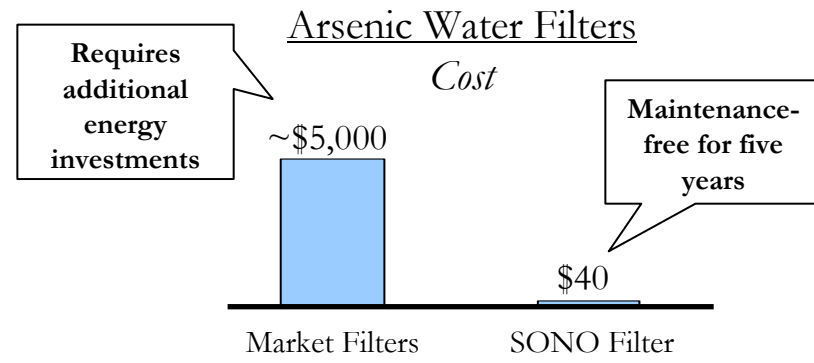 Arsenic Water Filters
Cost
Requires
additional
energy
investments
~$5,000
Maintenance-
free for five
years
$40
Market Filters
SONO Filter